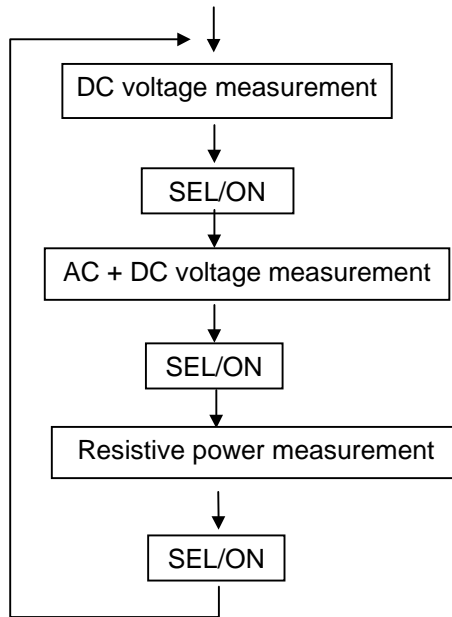 DC voltage measurement
SEL/ON
AC + DC voltage measurement
SEL/ON
Resistive power measurement
SEL/ON